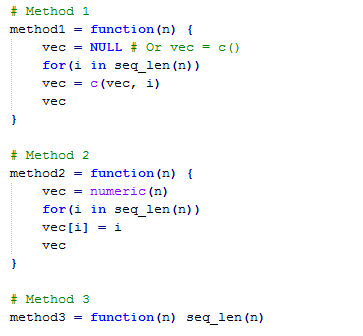 # Method 1
method1 = function(n) {
    vec = NULL # Or vec = c()
    for(i in seq_len(n))
    vec = c(vec, i)
    vec
}
# Method 2
method2 = function(n) {
    vec = numeric(n)
    for(i in seq_len(n))
    vec[i] = i
    vec
}
# Method 3
method3 = function(n) seq_len(n)